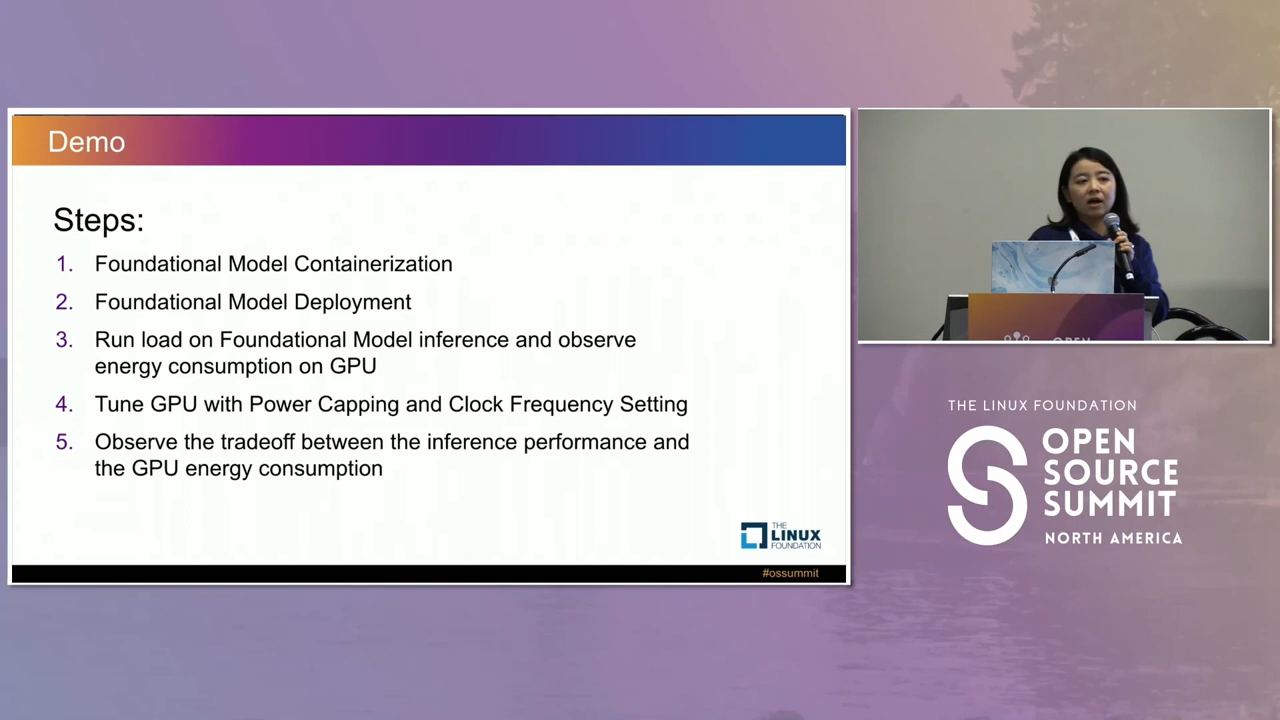 Demo
Steps:
1. Foundational Model Containerization
2. Foundational Model Deployment
3. Run load on Foundational Model inference and observe
energy consumption on GPU
4. Tune GPU with Power Capping and Clock Frequency Setting
5. Observe the tradeoff between the inference performance and
the GPU energy consumption
THE
LINUX
FOUNDATION
#ossummit
OPEN
THE LINUX FOUNDATION
OPEN
SOURCE
SUMMIT
NORTH AMERICA